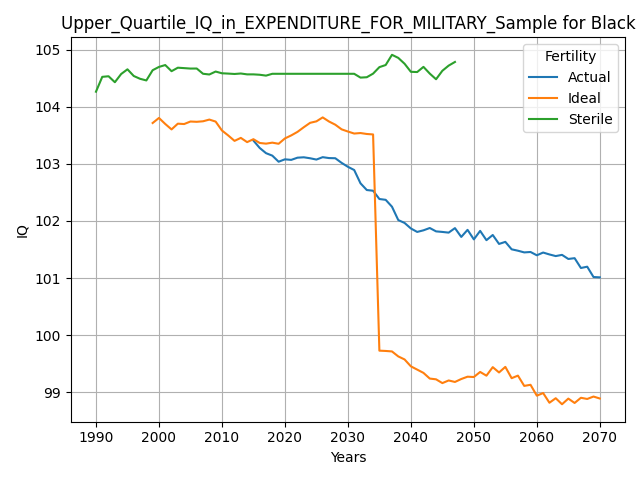 Upper_Quartile_IQ_in_EXPENDITURE_FOR_MILITARY_Sample for Black
105
104
103
102
101
100
99
IQ
Fertility
Actual
Ideal
Sterile
1990 2000 2010 2020 2030 2040 2050 2060 2070
Years